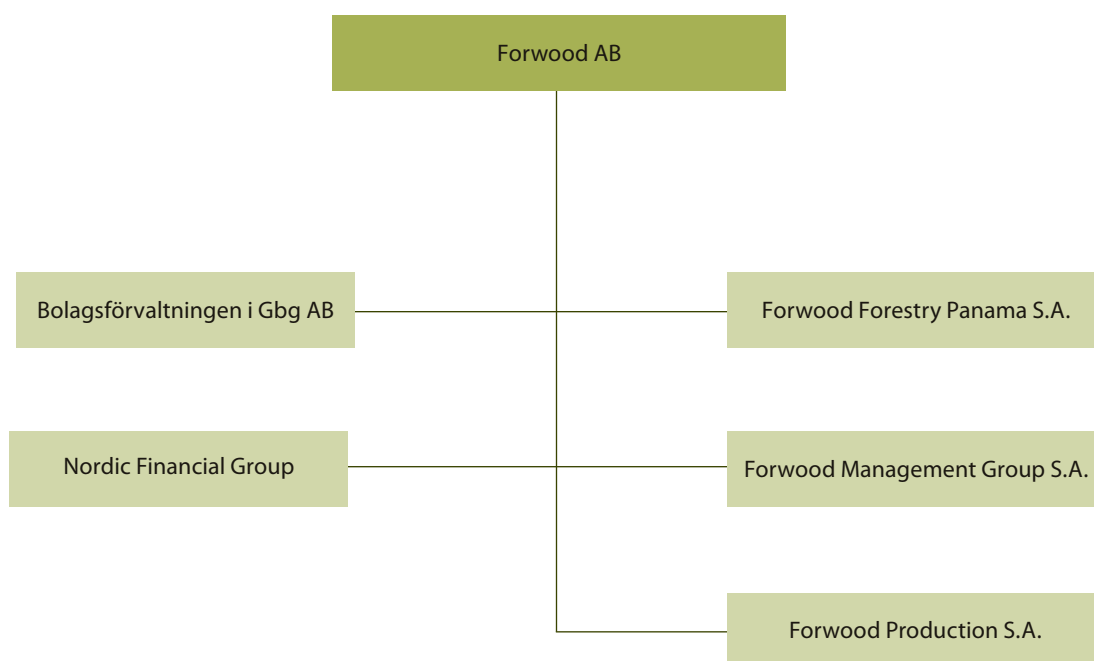 Forwood AB
Bolagsförvaltningen i Gbg AB
Forwood Forestry Panama S.A.
Nordic Financial Group
Forwood Management Group S.A.
Forwood Production S.A.